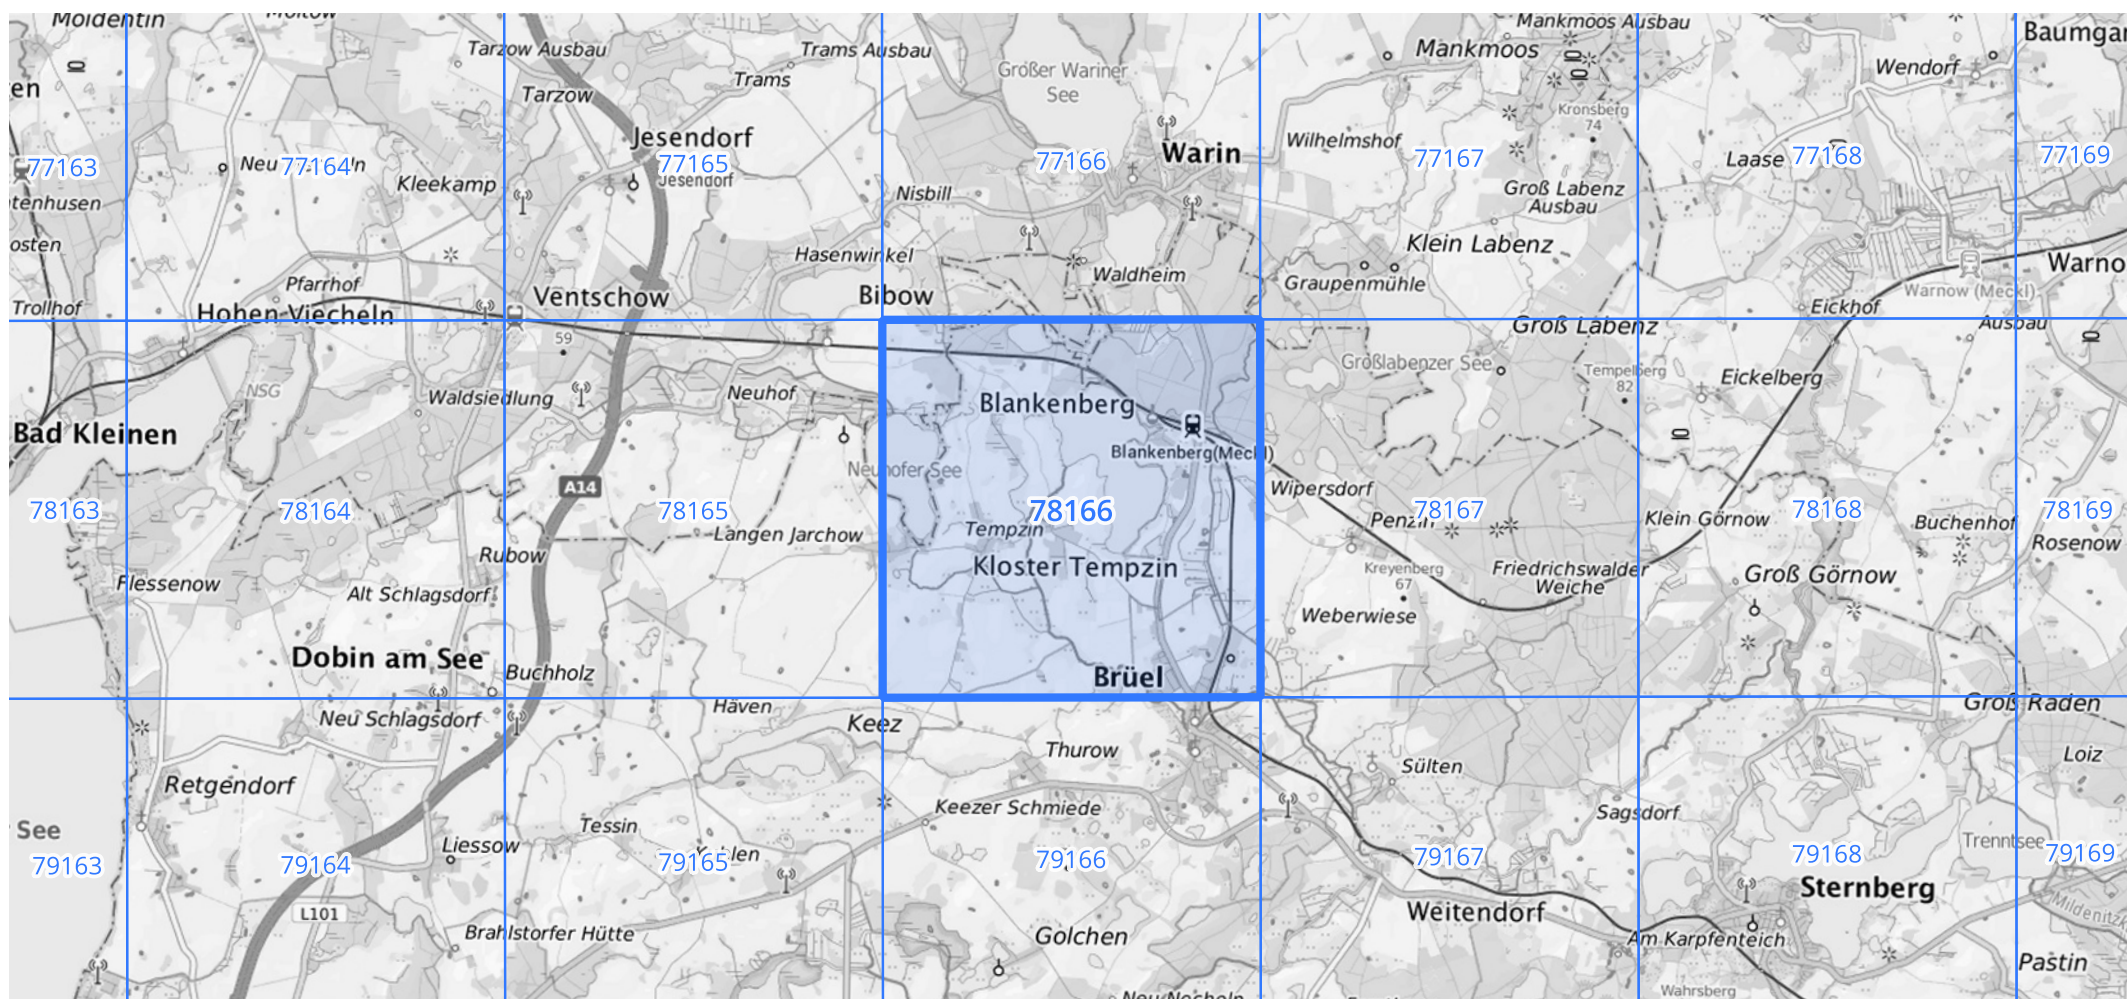 Moidentin
Moltow
Tarzow Ausbau
Trams Ausbau
Mankmoos Ausbau
Baumgar
Mankmoos
Wendorf
Großer Wariner
See
Trams
Tarzow
en
Kronsberg
74
Jesendorf
Warin
Wilhelmshof
77163
Neu
77164
77165
77166
77167
Laase
77168
77169
Jesendorf
Kleekamp
Nisbill
Groß Labenz
Ausbau
tenhusen
osten
Hasenwinkel
Klein Labenz
Waldheim
Warno
Pfarrhof
Ventschow
Bibow
Graupenmühle
Warnow (Meckl)
Trollhof
Hohen Viecheln
Eickhof
59
Groß Labenz
Ausbau
Großlabenzer See
Tempelberg
82
NSG
Waldsiedlung
Neuhof
Blankenberg
Eickelberg
Bad Kleinen
Blankenberg(Meckl)
Neuhofer See
A14
Wipersdorf
78163
78164
78165
78166
78167
78168
78169
Penzin
Klein Görnow
Buchenhof
Tempzin
Langen Jarchow
Rosenow
Rubow
Kloster Tempzin
Kreyenberg
67
Friedrichswalder
Weiche
Groß Görnow
Flessenow
Alt Schlagsdorf
Weberwiese
Dobin am See
Buchholz
Brüel
Neu Schlagsdorf
Häven
Keez
Groß Raden
Thurow
Loiz
Retgendorf
Sülten
Keezer Schmiede
Sagsdorf
See
Tessin
Liessow
Trenntsee
79163
79164
79165
79166
79167
79168
79169
Sternberg
L101
Weitendorf
Mildenitz
Brahlstorfer Hütte
Golchen
Am Karpfenteich
Pastin
Wahrsberg